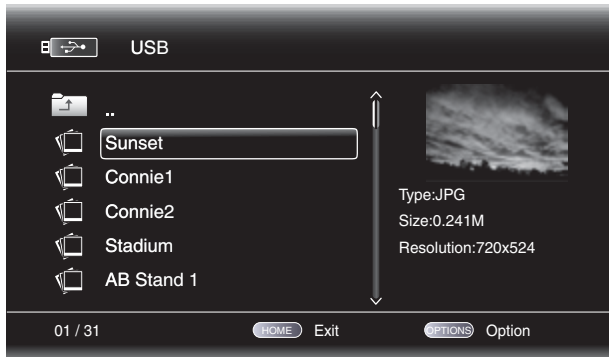 USB
..
Sunset
Connie1
Connie2
Stadium
AB Stand 1
Type:JPG
Size:0.241M
Resolution:720x524
01 / 31
HOME Exit
OPTIONS Option